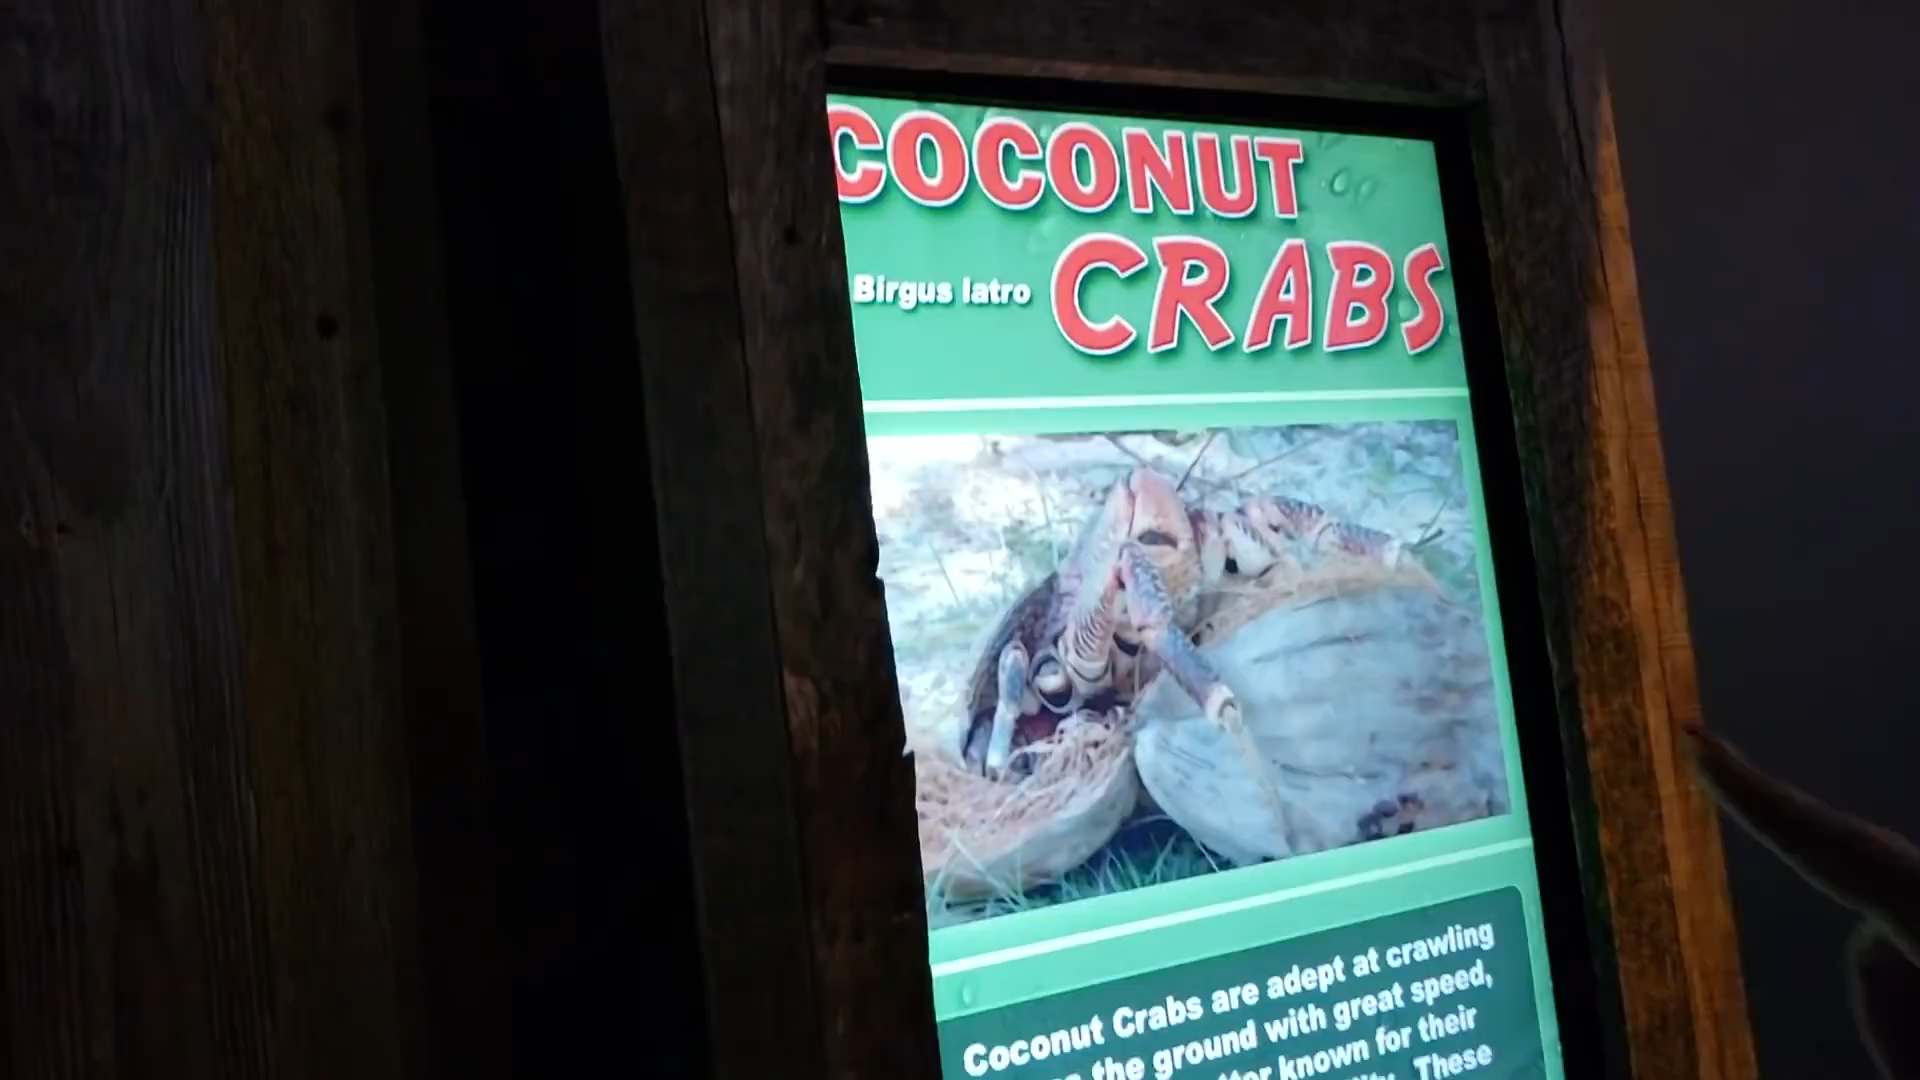 COCONUT
CRABS
Birgus latro
Coconut Crabs are adept at crawling
the ground with great speed,
known for their
These